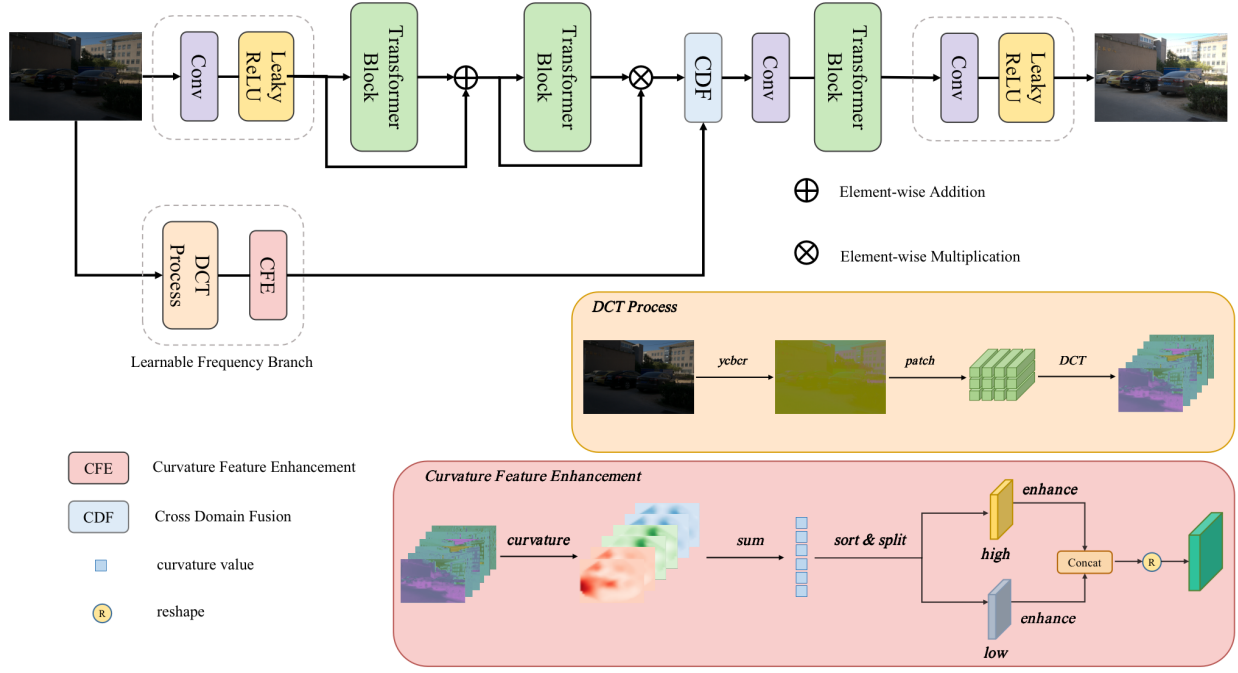 Conv
Leaky
ReLU
Transformer
Block
Transformer
Block
CDF
Conv
Transformer
Block
Conv
Leaky
ReLU
Element-wise Addition
Element-wise Multiplication
DCT
Process
CFE
Learnable Frequency Branch
DCT Process
ycbcr
patch
DCT
CFE
Curvature Feature Enhancement
CDF
Cross Domain Fusion
curvature value
R
reshape
Curvature Feature Enhancement
curvature
sum
sort & split
high
enhance
low
enhance
Concat
R